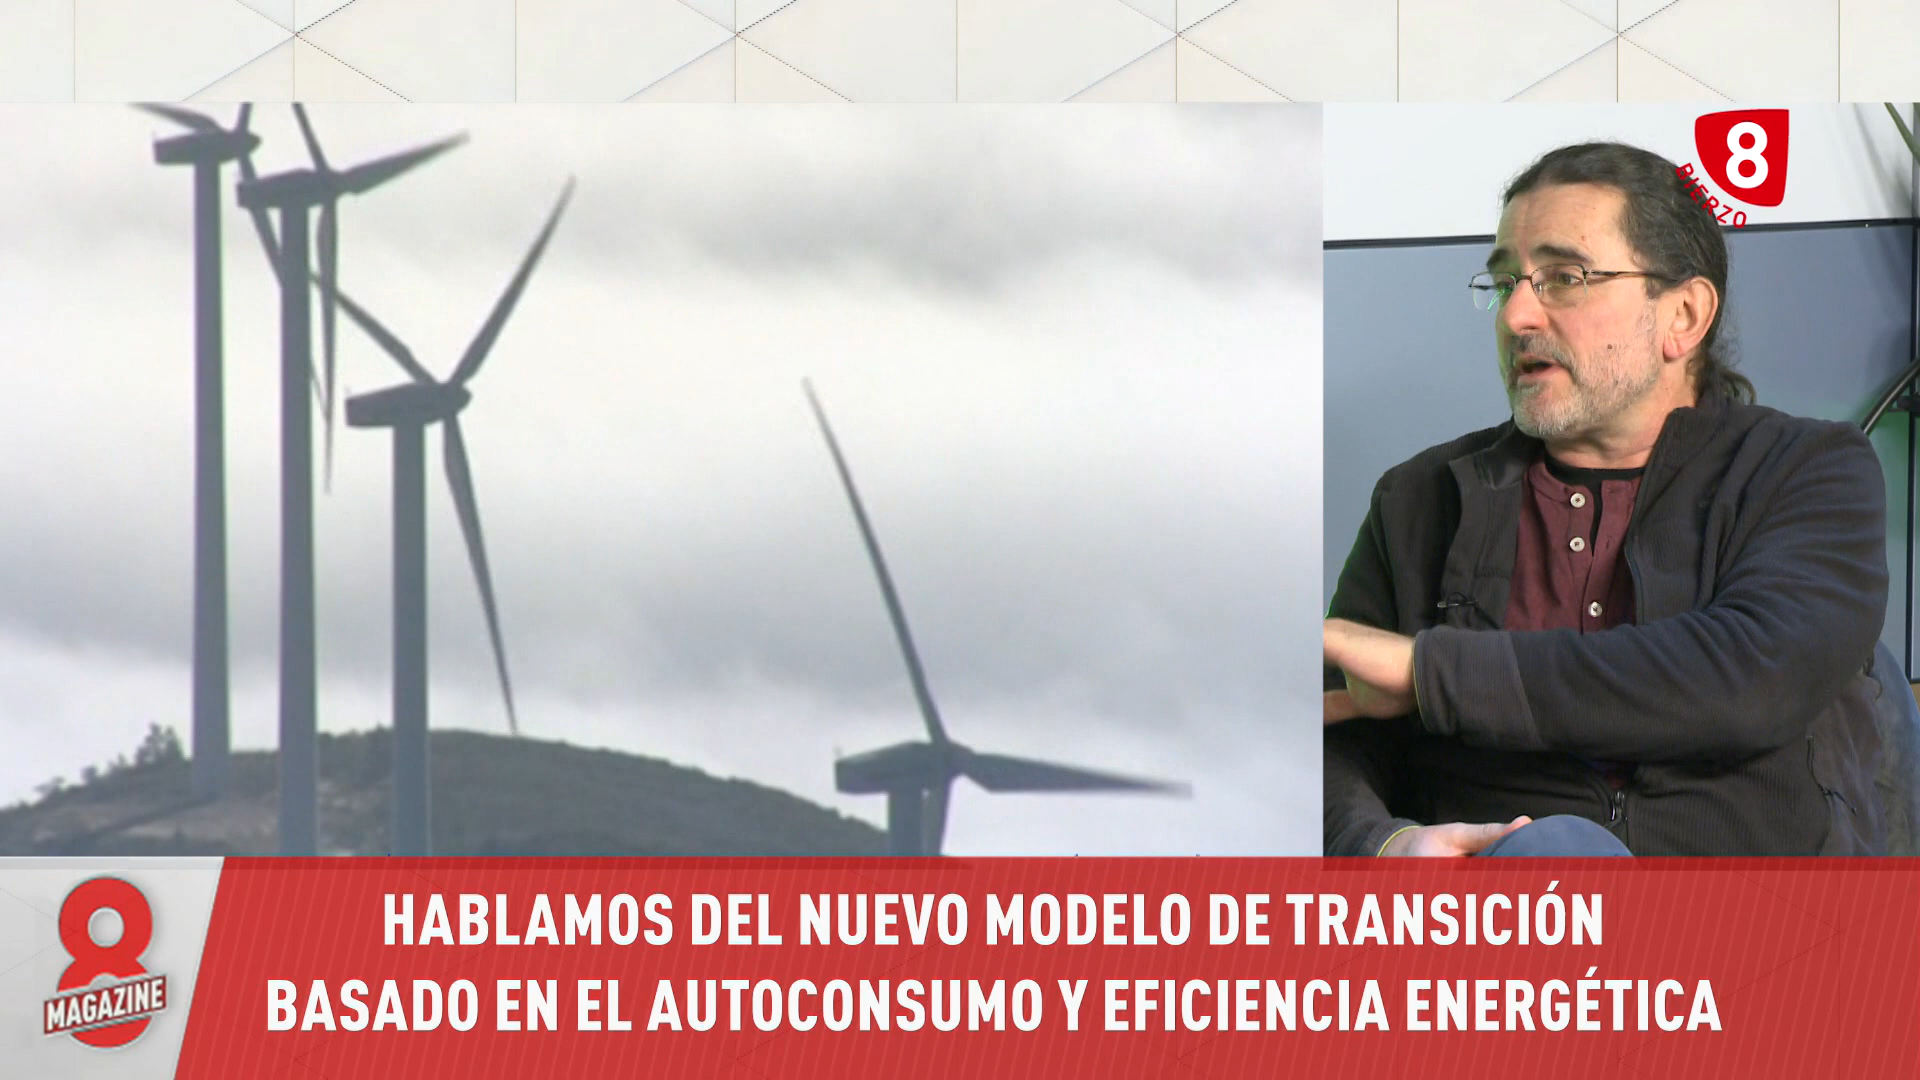 8
BIERZO
HABLAMOS DEL NUEVO MODELO DE TRANSICIÓN
BASADO EN EL AUTOCONSUMO Y EFICIENCIA ENERGÉTICA
8
MAGAZINE